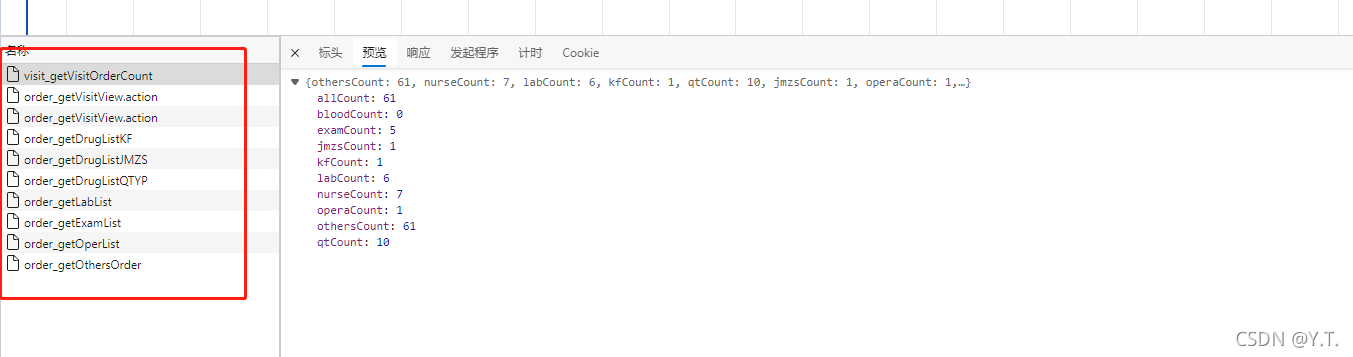 名称
visit_getVisitOrderCount
order_getVisitView.action
order_getVisitView.action
order_getDrugListKF
order_getDrugListJMZS
order_getDrugListQTYP
order_getLabList
order_getExamList
order_getOperList
order_getOthersOrder
× 标头 预览 响应 发起程序 计时 Cookie
▼ {othersCount: 61, nurseCount: 7, labCount: 6, kfCount: 1, qtCount: 10, jmzsCount: 1, operaCount: 1,…}
allCount: 61
bloodCount: 0
examCount: 5
jmzsCount: 1
kfCount: 1
labCount: 6
nurseCount: 7
operaCount: 1
othersCount: 61
qtCount: 10
CSDN @Y.T.